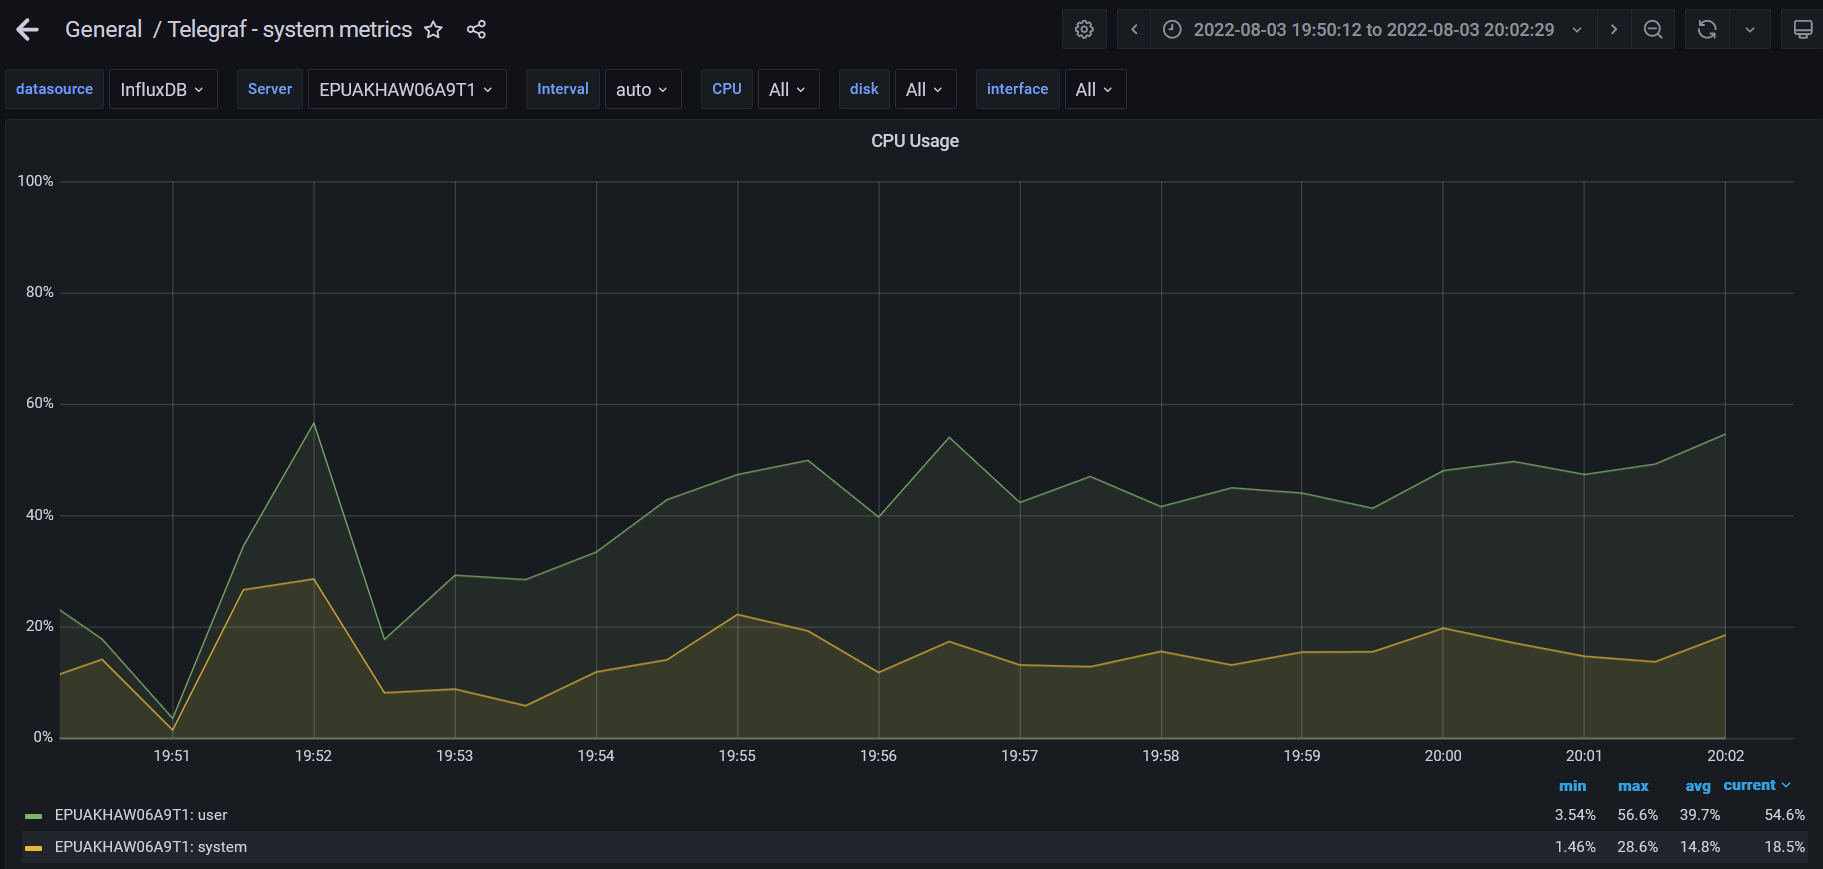 General / Telegraf - system metrics 2022-08-03 19:50:12 to 2022-08-03 20:02:29
datasource InfluxDB Server EPUAKHAW06A9T1 Interval auto CPU All disk All interface All
CPU Usage
100%
80%
60%
40%
20%
0%
19:51 19:52 19:53 19:54 19:55 19:56 19:57 19:58 19:59 20:00 20:01 20:02
min max avg current
EPUAKHAW06A9T1: user 3.54% 56.6% 39.7% 54.6%
EPUAKHAW06A9T1: system 1.46% 28.6% 14.8% 18.5%